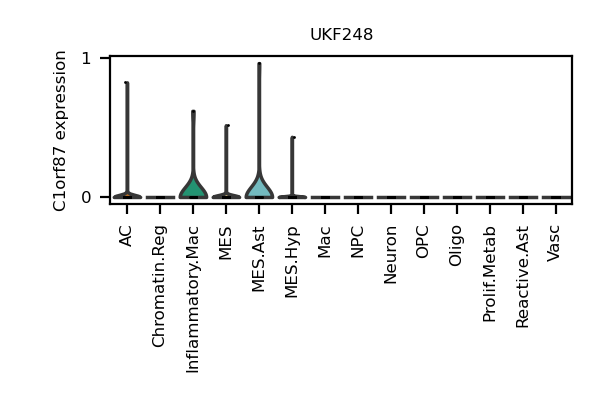 UKF248
C1orf87 expression
1
0
AC
Chromatin.Reg
Inflammatory.Mac
MES
MES.Ast
MES.Hyp
Mac
NPC
Neuron
OPC
Oligo
Prolif.Metab
Reactive.Ast
Vasc